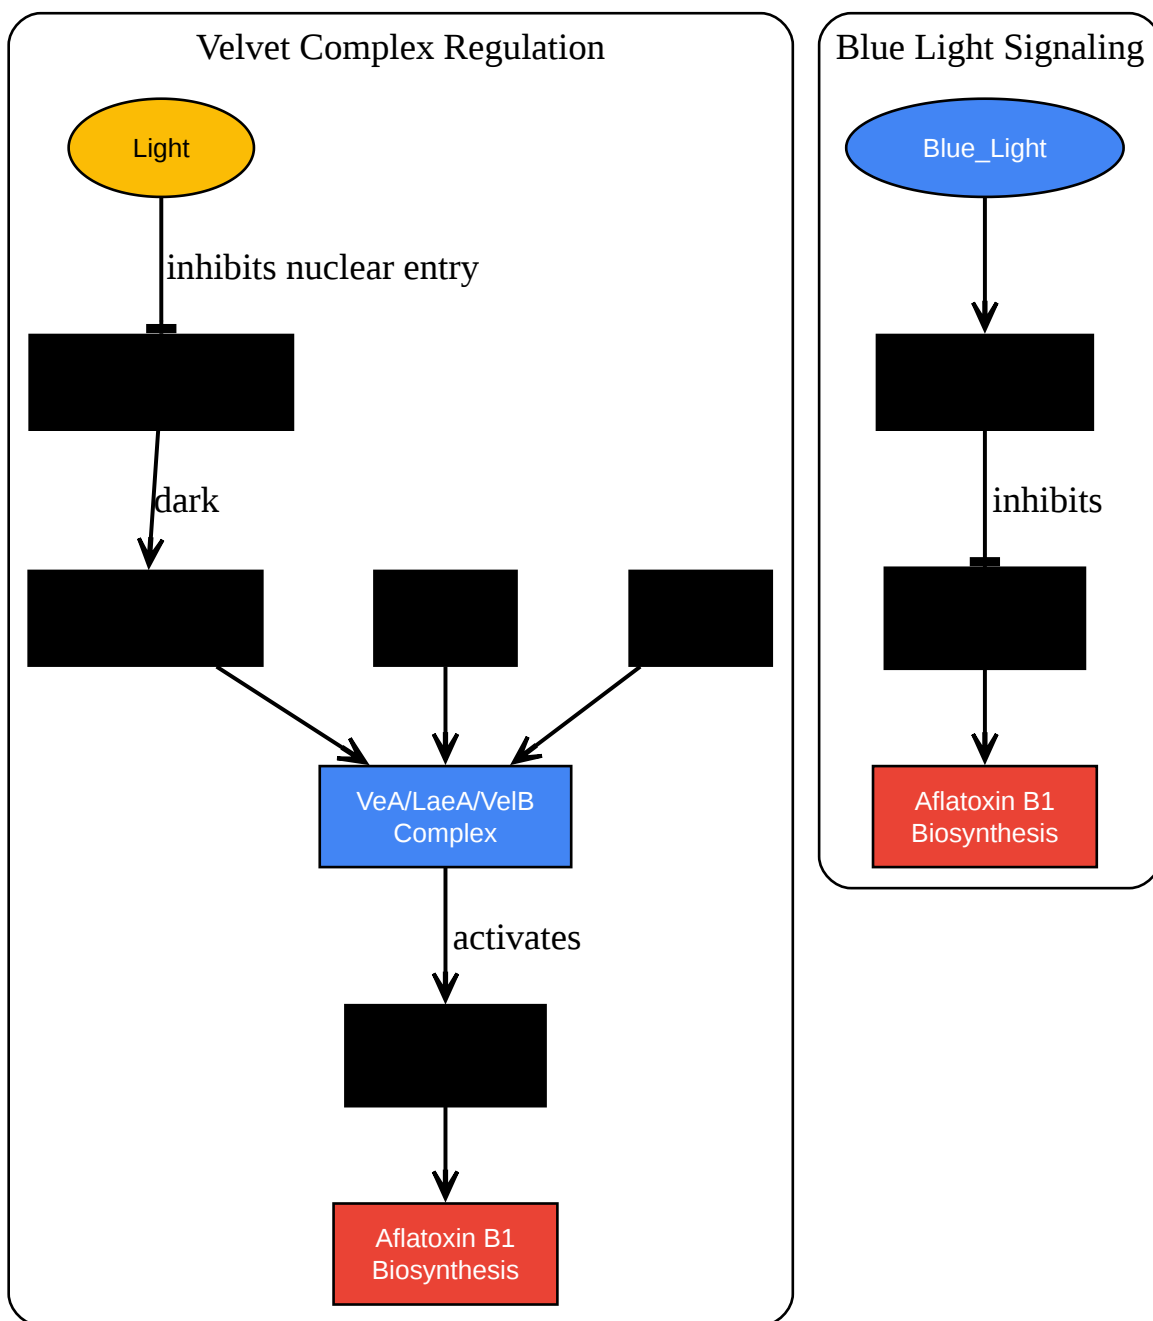 Velvet Complex Regulation
Light
inhibits nuclear entry
dark
VeA/LaeA/VelB
Complex
activates
Aflatoxin B1
Biosynthesis
Blue Light Signaling
Blue_Light
inhibits
Aflatoxin B1
Biosynthesis